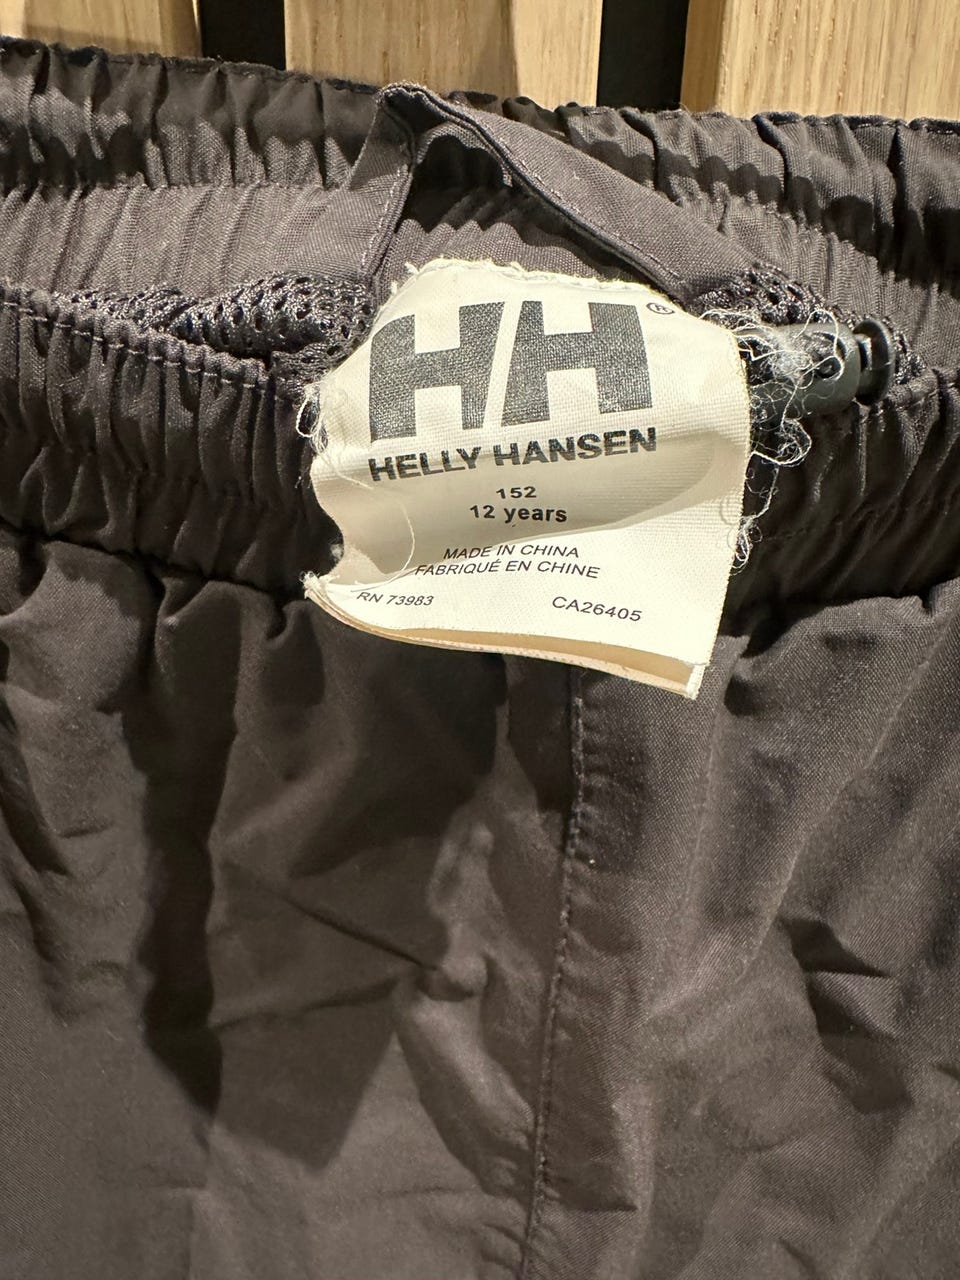 HH®
HELLY HANSEN
152
12 years
MADE IN CHINA
FABRIQUÉ EN CHINE
RN 73983 CA26405